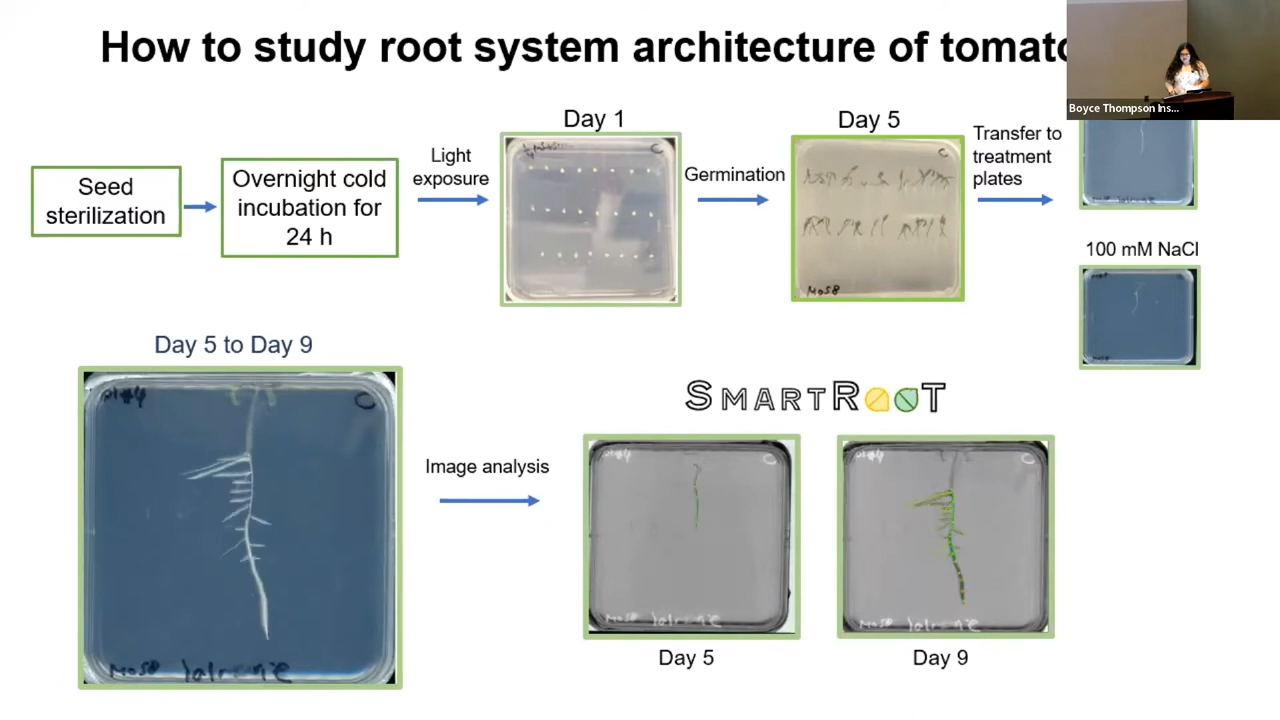 How to study root system architecture of tomato
Boyce Thompson Ins...
Seed
sterilization
Overnight cold
incubation for
24 h
Light
exposure
Day 1
C
Germination
Day 5
C
M058
Transfer to
treatment
plates
100 mM NaCl
Day 5 to Day 9
C
M058
Image analysis
SMARTROOT
Day 5
Day 9